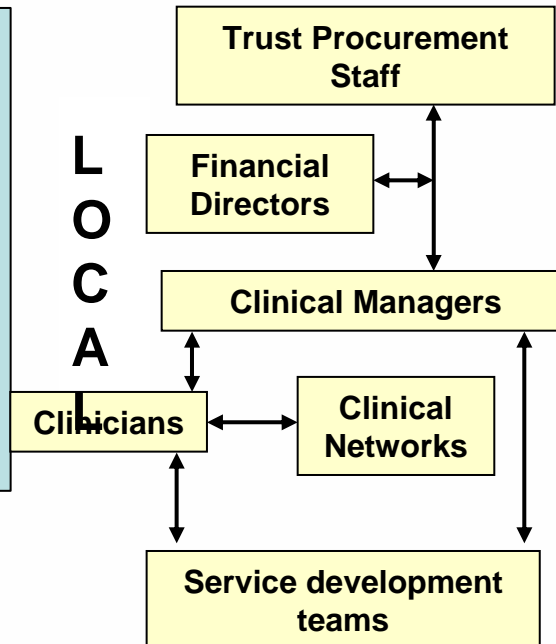 Trust Procurement
Staff
L
O
C
A
L
Financial
Directors
Clinical Managers
Clinicians
Clinical
Networks
Service development
teams